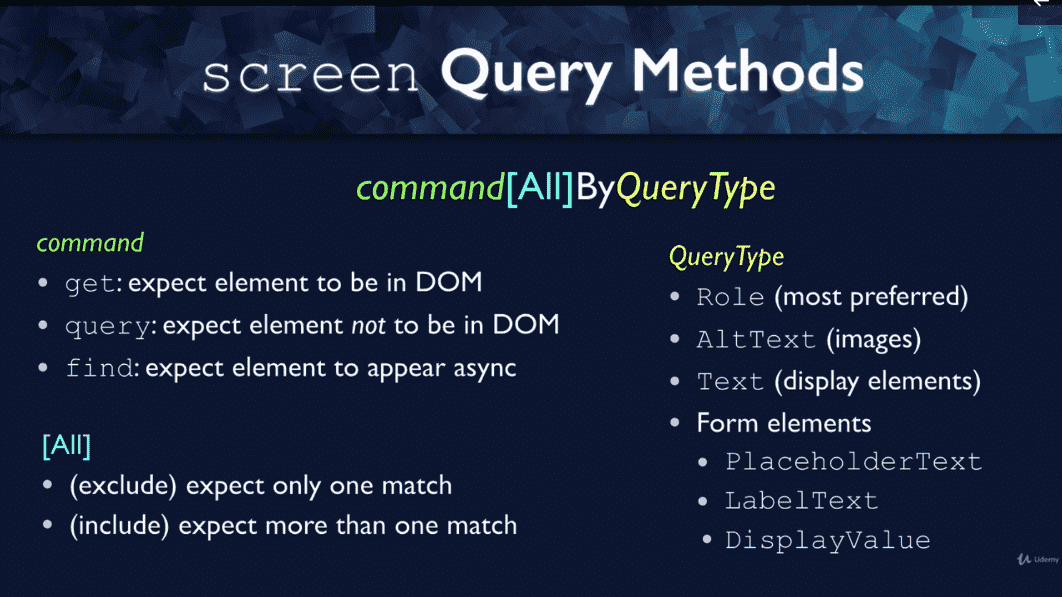 screen Query Methods
command[All]ByQueryType
command
• get: expect element to be in DOM
• query: expect element not to be in DOM
• find: expect element to appear async
[All]
• (exclude) expect only one match
• (include) expect more than one match
QueryType
• Role (most preferred)
• AltText (images)
• Text (display elements)
• Form elements
• PlaceholderText
• LabelText
• DisplayValue
Udemy